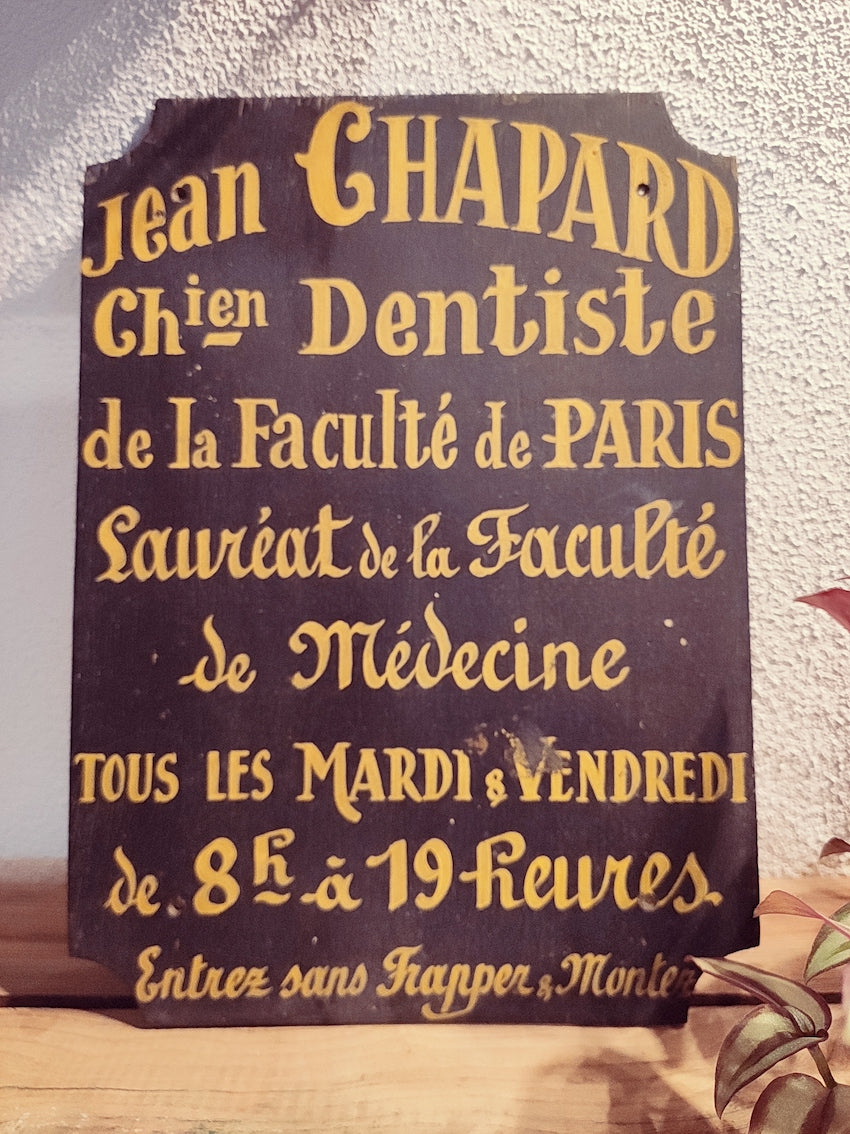 Jean CHAPARD
Chien Dentiste
de la Faculté de PARIS
Lauréat de la Faculté
de Médecine
TOUS LES MARDI & VENDREDI
de 8h à 19 heures.
Entrez sans Frapper & Montez